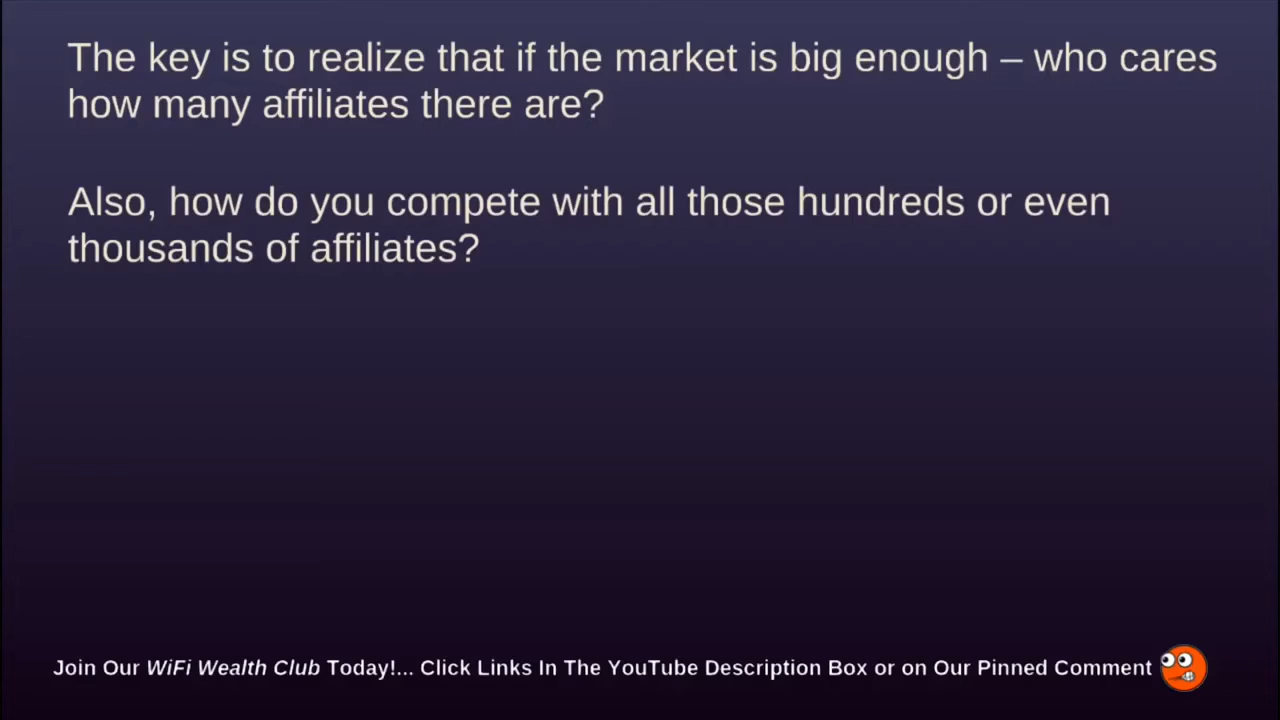 The key is to realize that if the market is big enough – who cares
how many affiliates there are?
Also, how do you compete with all those hundreds or even
thousands of affiliates?
Join Our WiFi Wealth Club Today!... Click Links In The YouTube Description Box or on Our Pinned Comment